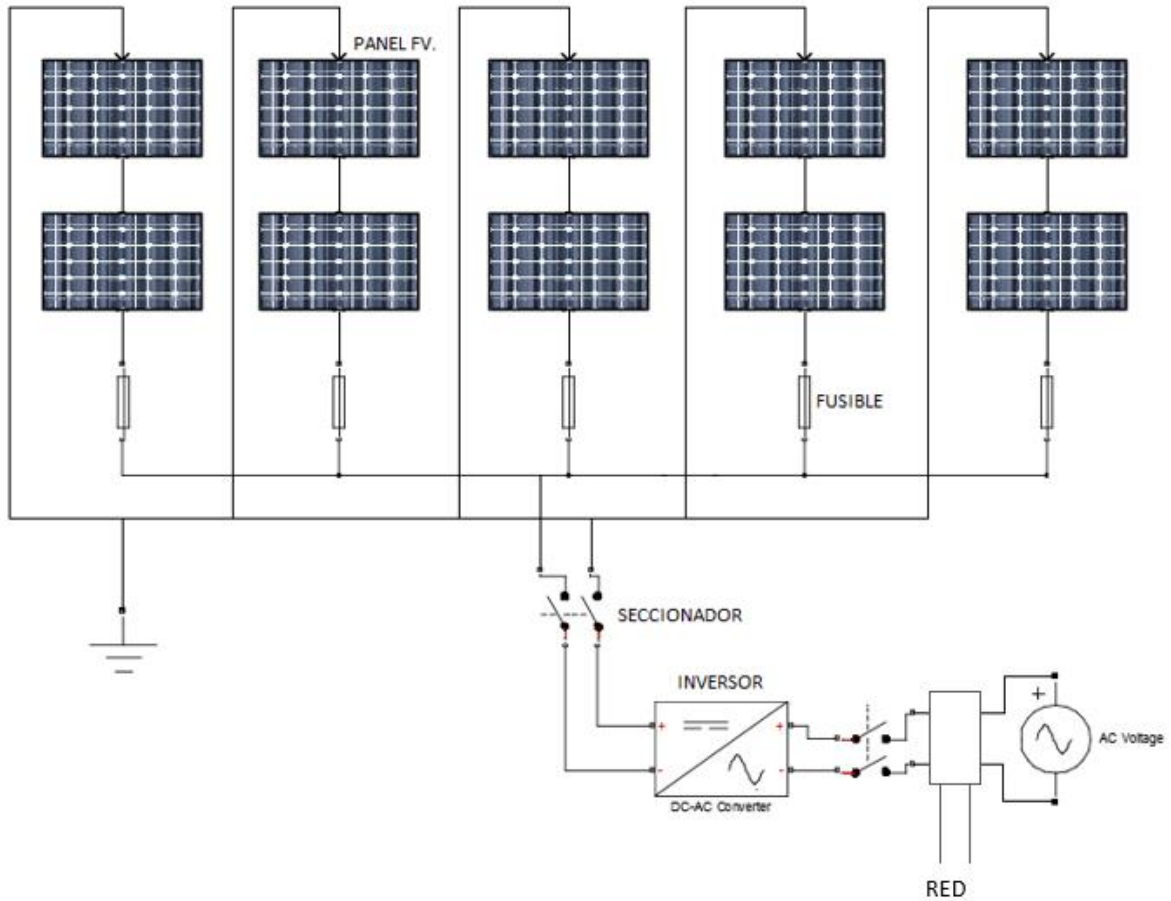 PANEL FV.
FUSIBLE
SECCIONADOR
INVERSOR
+
+
-
-
DC-AC Converter
+
AC Voltage
RED